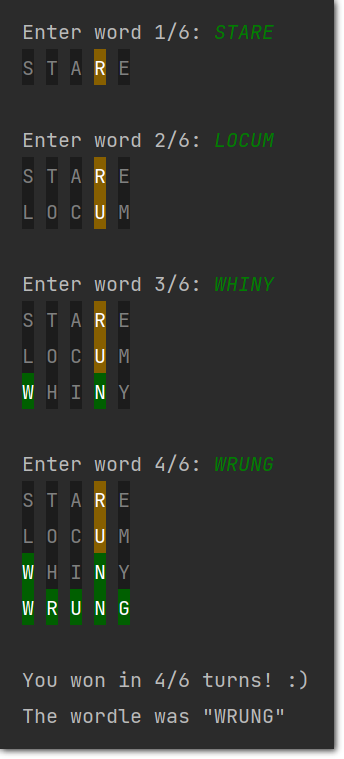 Enter word 1/6: STARE
S T A R E
Enter word 2/6: LOCUM
S T A R E
L O C U M
Enter word 3/6: WHINY
S T A R E
L O C U M
W H I N Y
Enter word 4/6: WRUNG
S T A R E
L O C U M
W H I N Y
W R U N G
You won in 4/6 turns! :)
The wordle was "WRUNG"